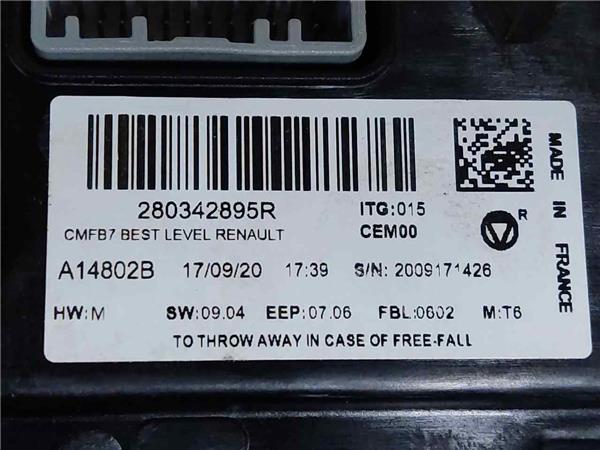 280342895R
ITG:015
CMFB7 BEST LEVEL RENAULT
CEM00
R
A14802B 17/09/20 17:39 S/N: 2009171426
HW:M SW:09.04 EEP:07.06 FBL:0602 M:T6
TO THROW AWAY IN CASE OF FREE-FALL
MADE IN FRANCE